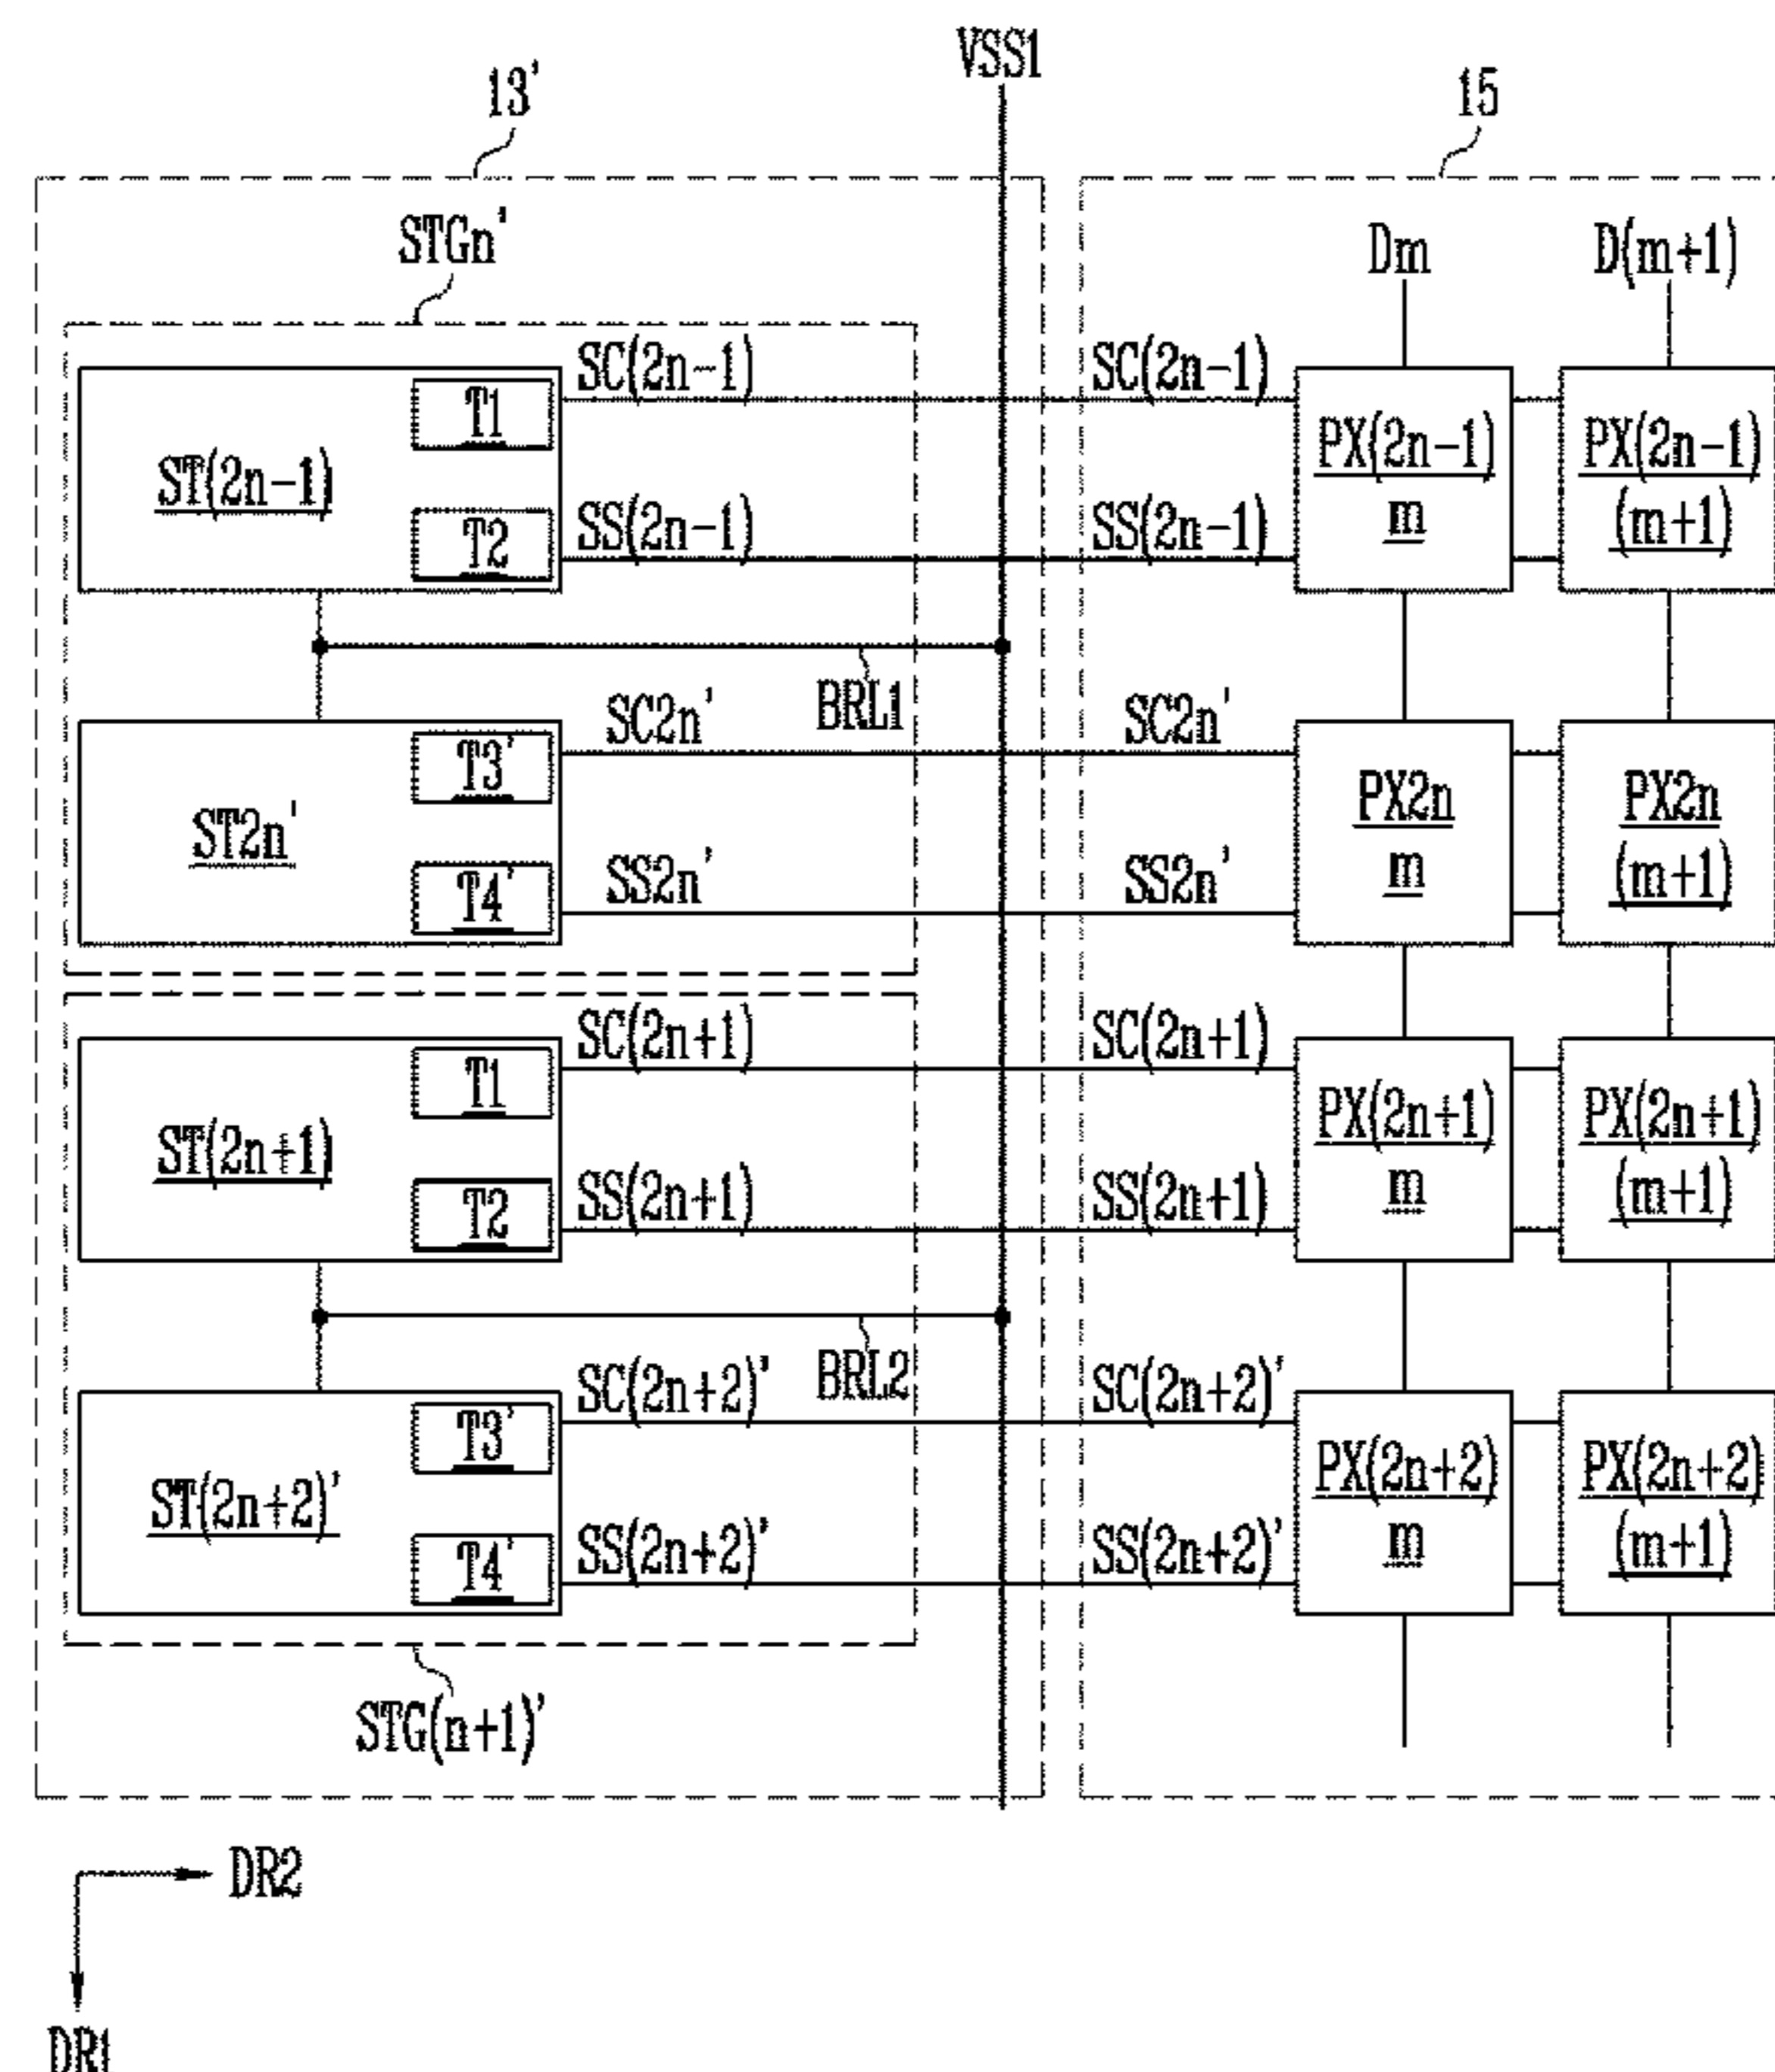 VSS1
13'
15
STGn'
Dm
D(m+1)
SC(2n-1)
SC(2n-1)
T1
PX(2n-1)
m
PX(2n-1)
(m+1)
ST(2n-1)
SS(2n-1)
SS(2n-1)
T2
BRL1
SC2n'
SC2n'
T3'
PX2n
m
PX2n
(m+1)
ST2n'
SS2n'
SS2n'
T4'
SC(2n+1)
SC(2n+1)
T1
PX(2n+1)
m
PX(2n+1)
(m+1)
ST(2n+1)
SS(2n+1)
SS(2n+1)
T2
BRL2
SC(2n+2)'
SC(2n+2)'
T3'
PX(2n+2)
m
PX(2n+2)
(m+1)
ST(2n+2)'
SS(2n+2)'
SS(2n+2)'
T4'
STG(n+1)'
DR2
DR1